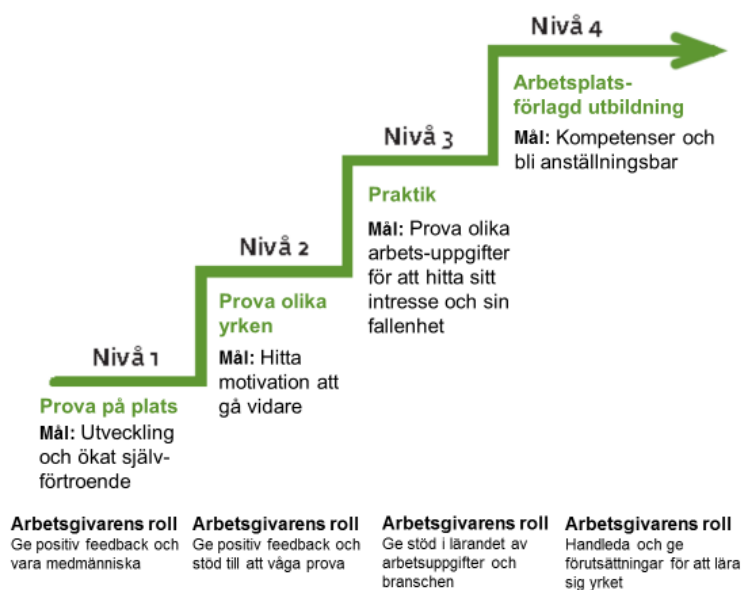 Nivå 1
Prova på plats
Mål: Utveckling
och ökat själv-
förtroende
Nivå 2
Prova olika
yrken
Mål: Hitta
motivation att
gå vidare
Nivå 3
Praktik
Mål: Prova olika
arbets-uppgifter
för att hitta sitt
intresse och sin
fallenhet
Nivå 4
Arbetsplats-
förlagd utbildning
Mål: Kompetenser och
bli anställningsbar
Arbetsgivarens roll
Ge positiv feedback och
vara medmänniska
Arbetsgivarens roll
Ge positiv feedback och
stöd till att våga prova
Arbetsgivarens roll
Ge stöd i lärandet av
arbetsuppgifter och
branschen
Arbetsgivarens roll
Handleda och ge
förutsättningar för att lära
sig yrket